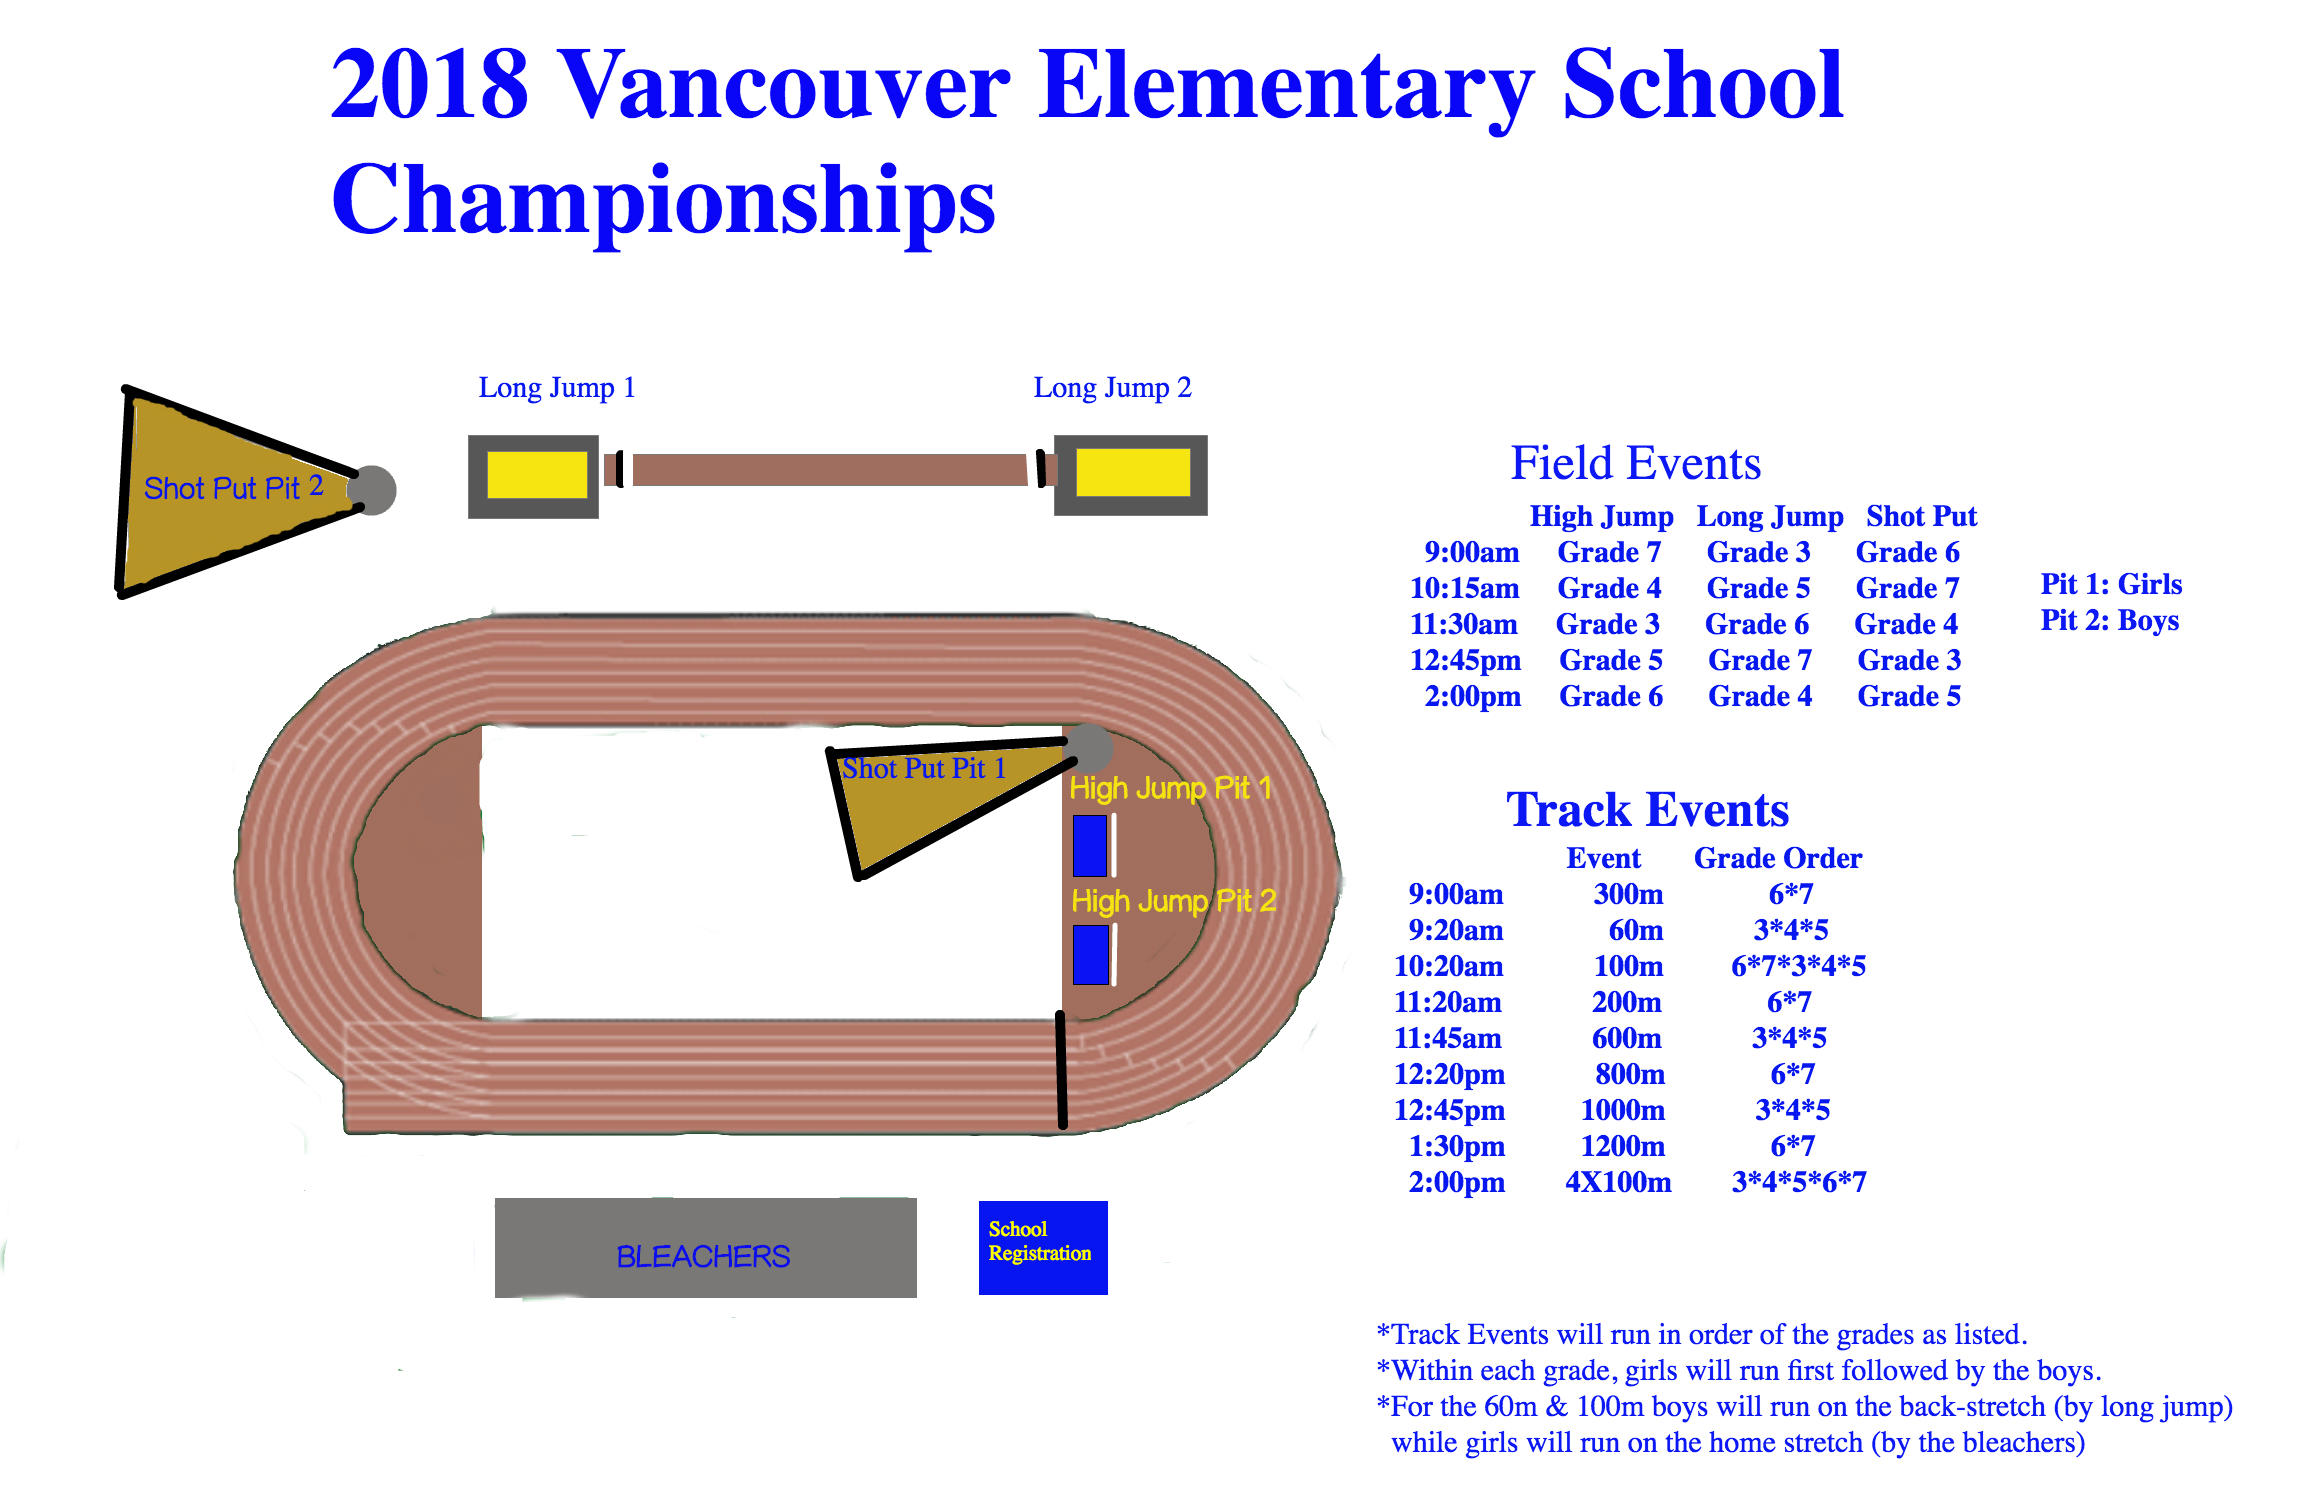 2018 Vancouver Elementary School
Championships
Long Jump 1
Long Jump 2
Shot Put Pit 2
Shot Put Pit 1
High Jump Pit 1
High Jump Pit 2
BLEACHERS
School
Registration
Field Events
High Jump Long Jump Shot Put
9:00am Grade 7 Grade 3 Grade 6
10:15am Grade 4 Grade 5 Grade 7
11:30am Grade 3 Grade 6 Grade 4
12:45pm Grade 5 Grade 7 Grade 3
2:00pm Grade 6 Grade 4 Grade 5
Pit 1: Girls
Pit 2: Boys
Track Events
Event Grade Order
9:00am 300m 6*7
9:20am 60m 3*4*5
10:20am 100m 6*7*3*4*5
11:20am 200m 6*7
11:45am 600m 3*4*5
12:20pm 800m 6*7
12:45pm 1000m 3*4*5
1:30pm 1200m 6*7
2:00pm 4X100m 3*4*5*6*7
*Track Events will run in order of the grades as listed.
*Within each grade, girls will run first followed by the boys.
*For the 60m & 100m boys will run on the back-stretch (by long jump)
while girls will run on the home stretch (by the bleachers)